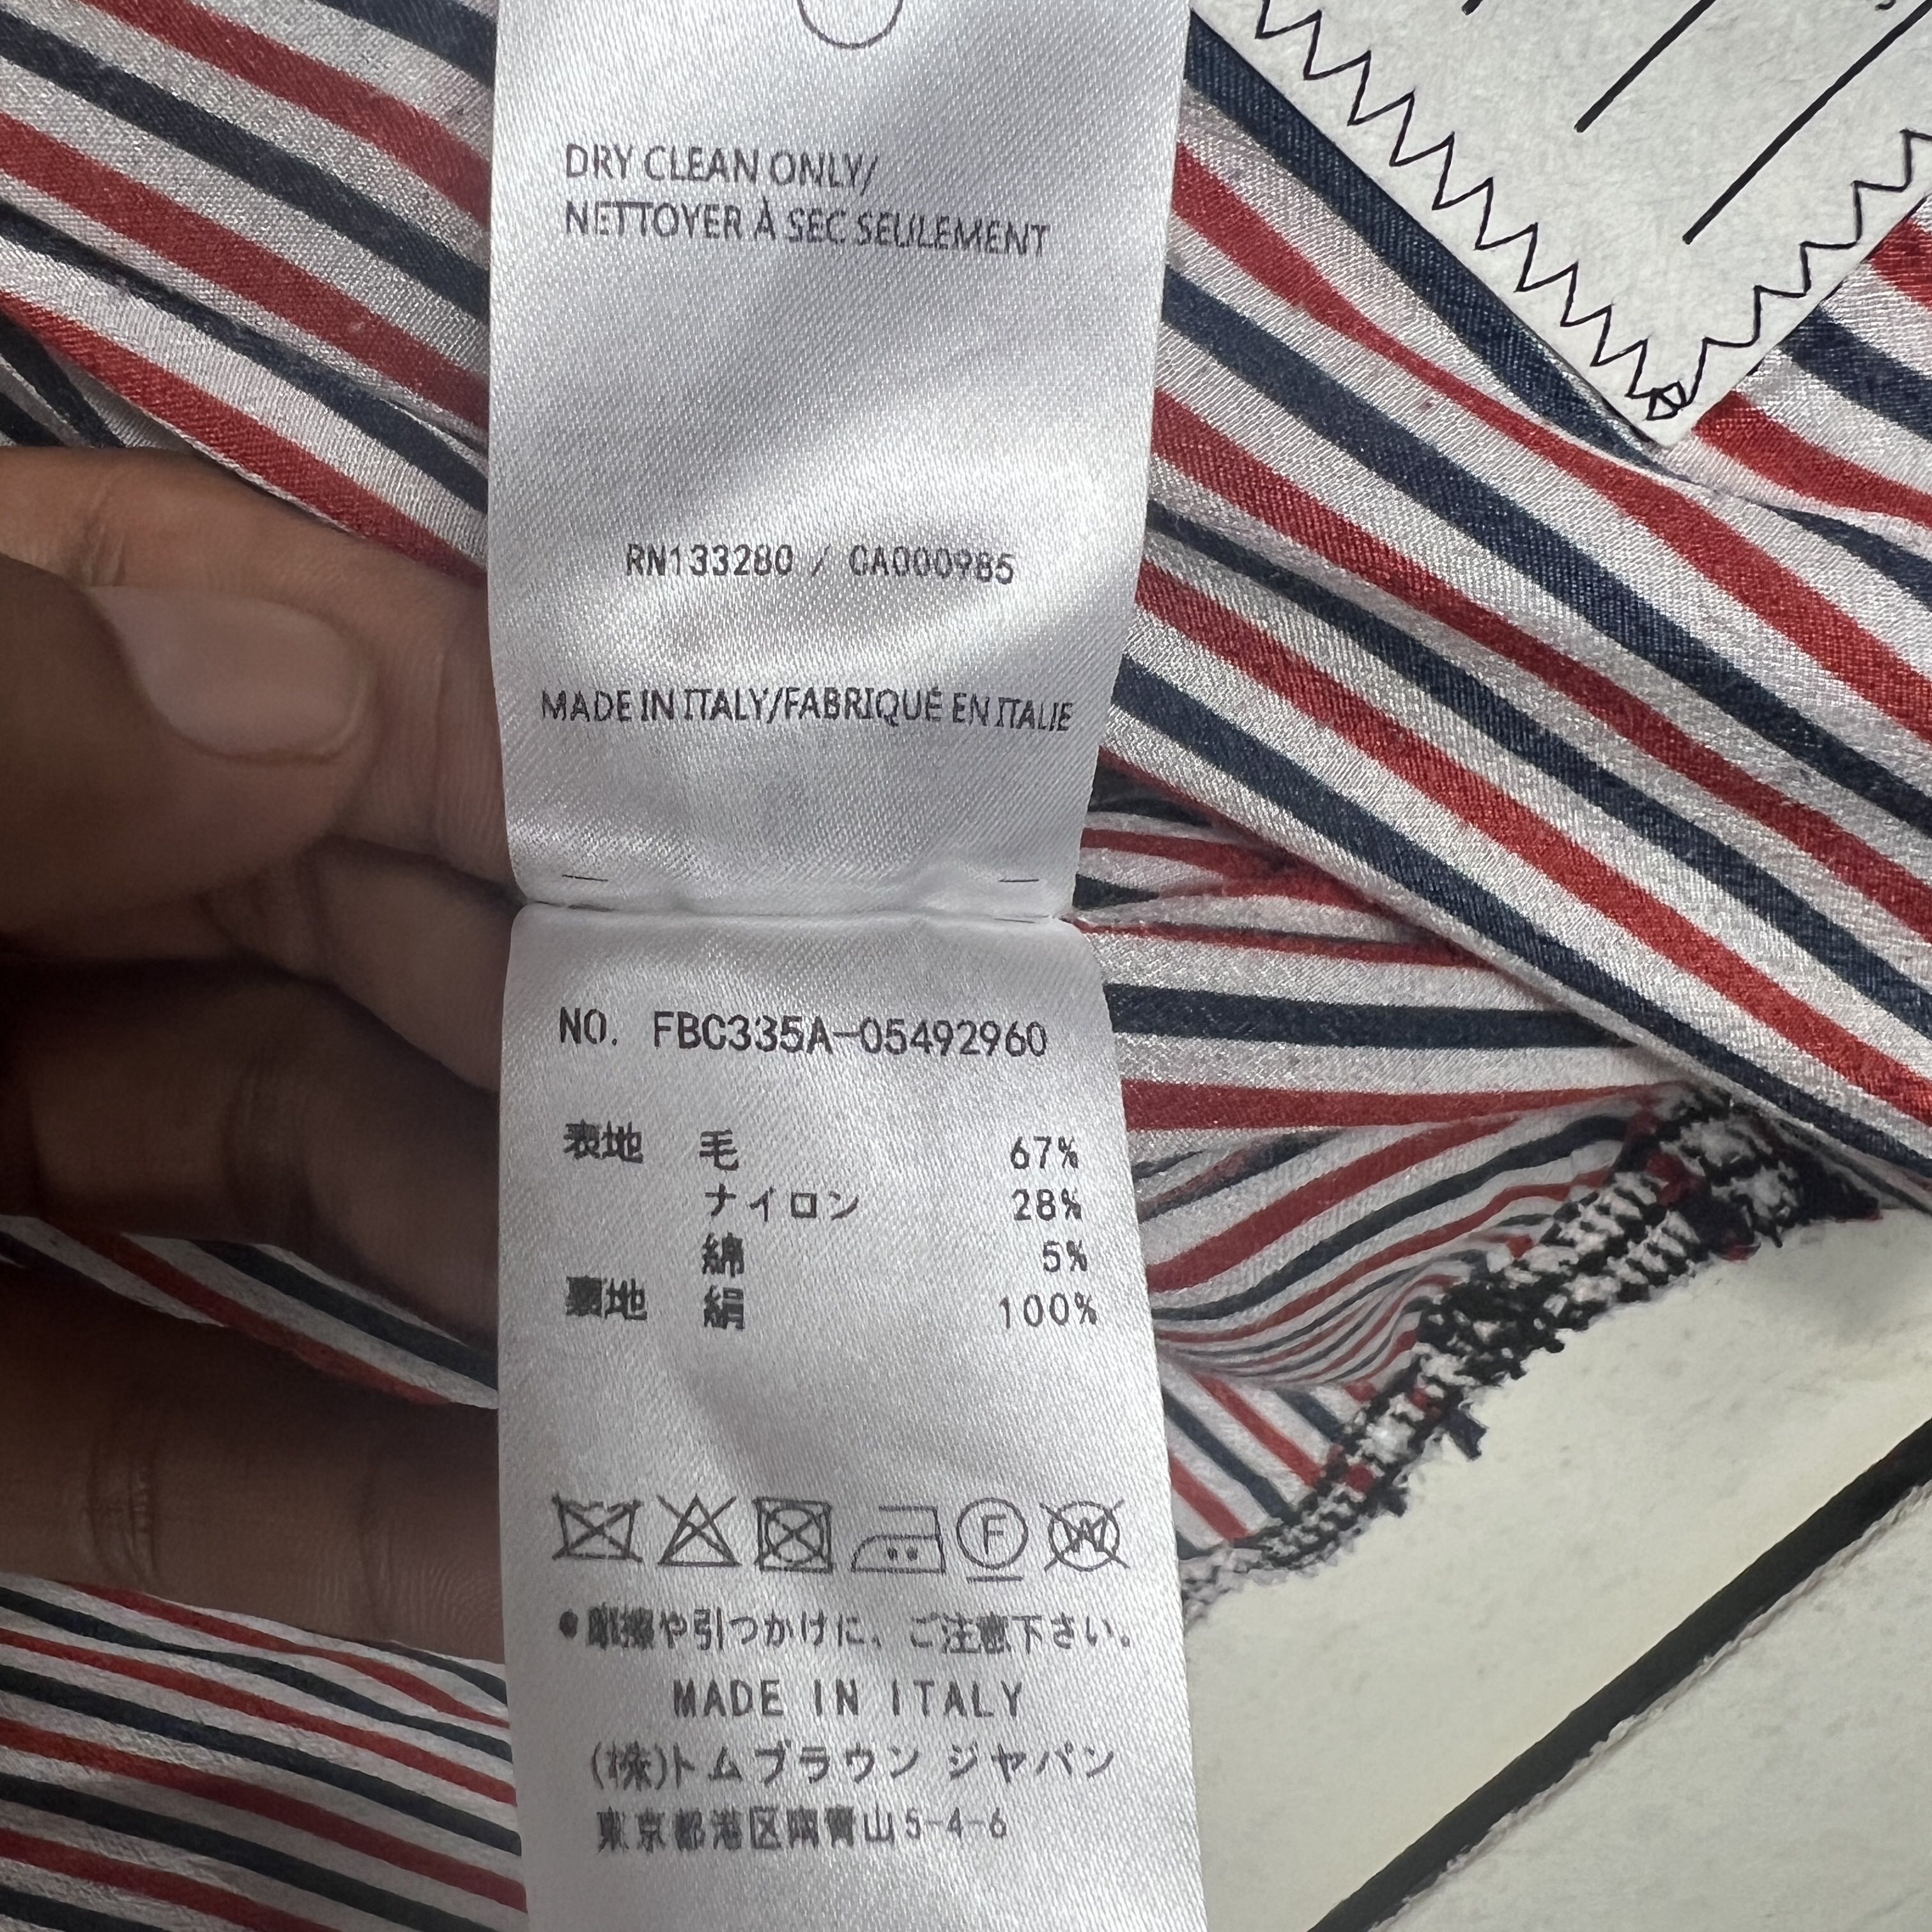 DRY CLEAN ONLY/
NETTOYER À SEC SEULEMENT
RN133280 / CA000985
MADE IN ITALY/FABRIQUÉ EN ITALIE
NO. FBC335A-05492960
表地 毛 67%
ナイロン 28%
綿 5%
裏地 絹 100%
F W
●摩擦や引つかけに、ご注意下さい。
MADE IN ITALY
(株)トムブラウン ジヤパン
東京都港区南青山5-4-6